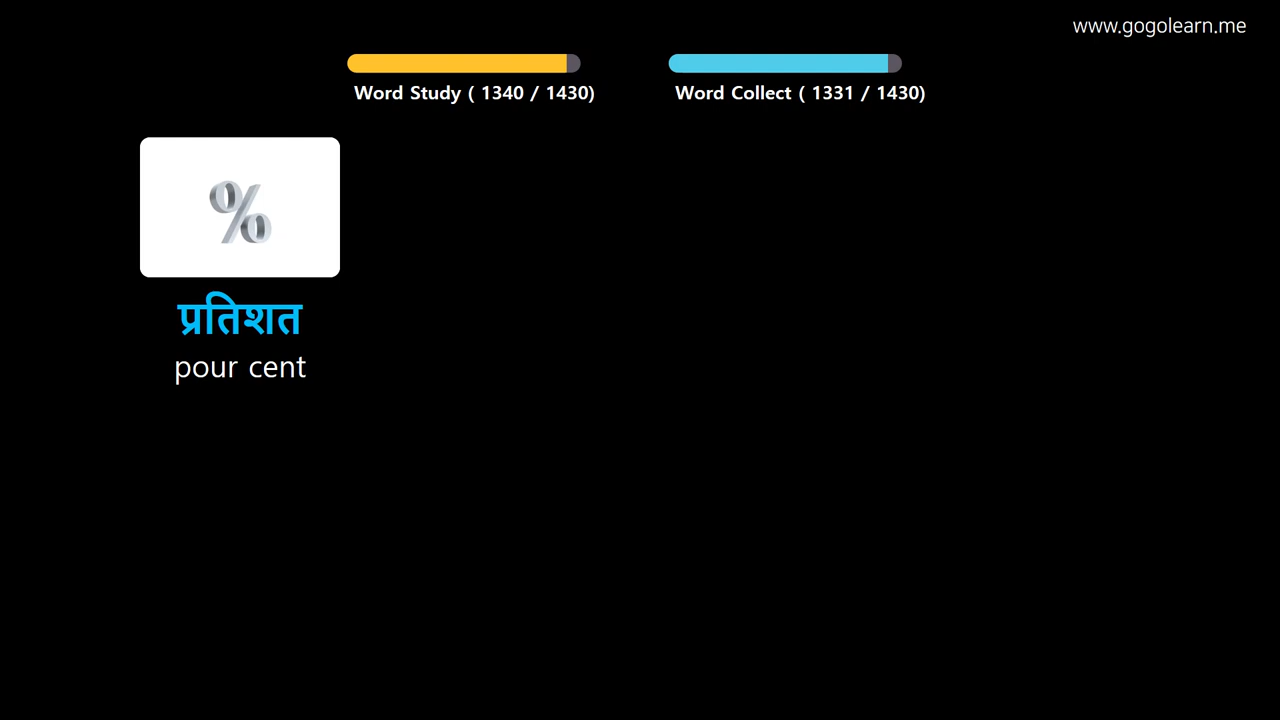 www.gogolearn.me
Word Study ( 1340 / 1430)
Word Collect ( 1331 / 1430)
%
प्रतिशत
pour cent